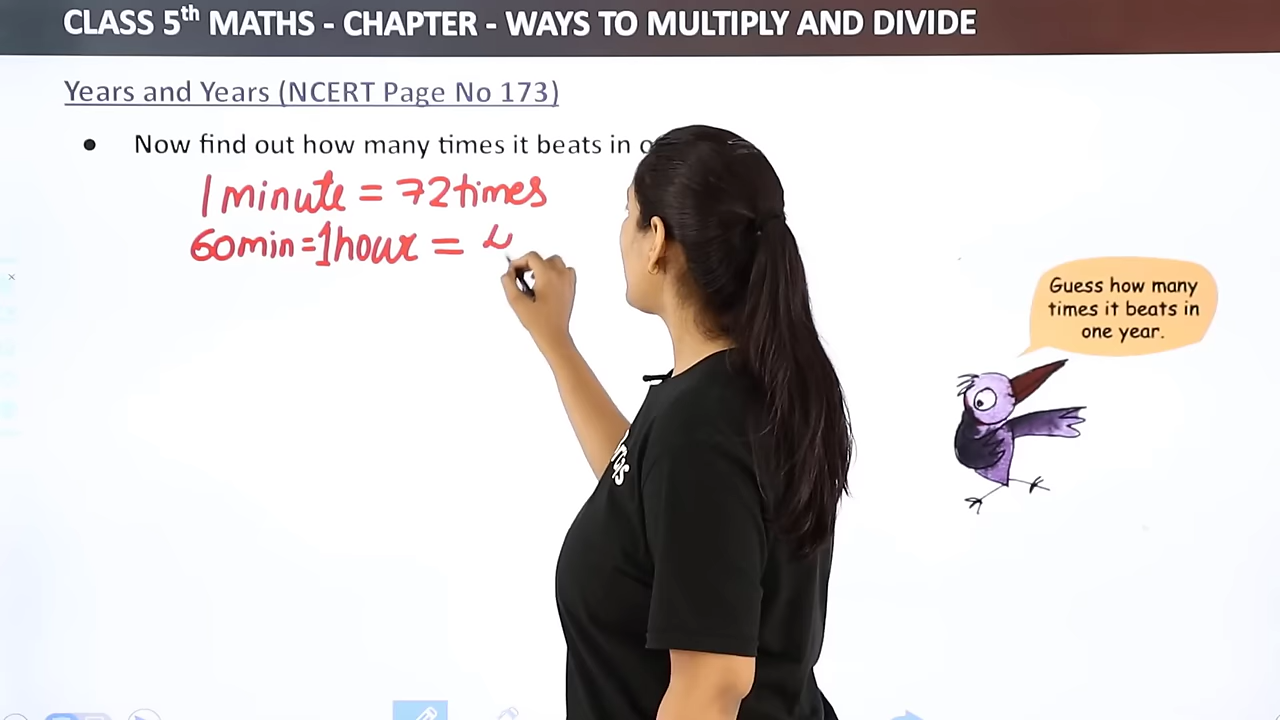 CLASS 5th MATHS - CHAPTER - WAYS TO MULTIPLY AND DIVIDE
Years and Years (NCERT Page No 173)
● Now find out how many times it beats in
1 minute = 72 times
60 min = 1 hour = 4
Guess how many
times it beats in
one year.